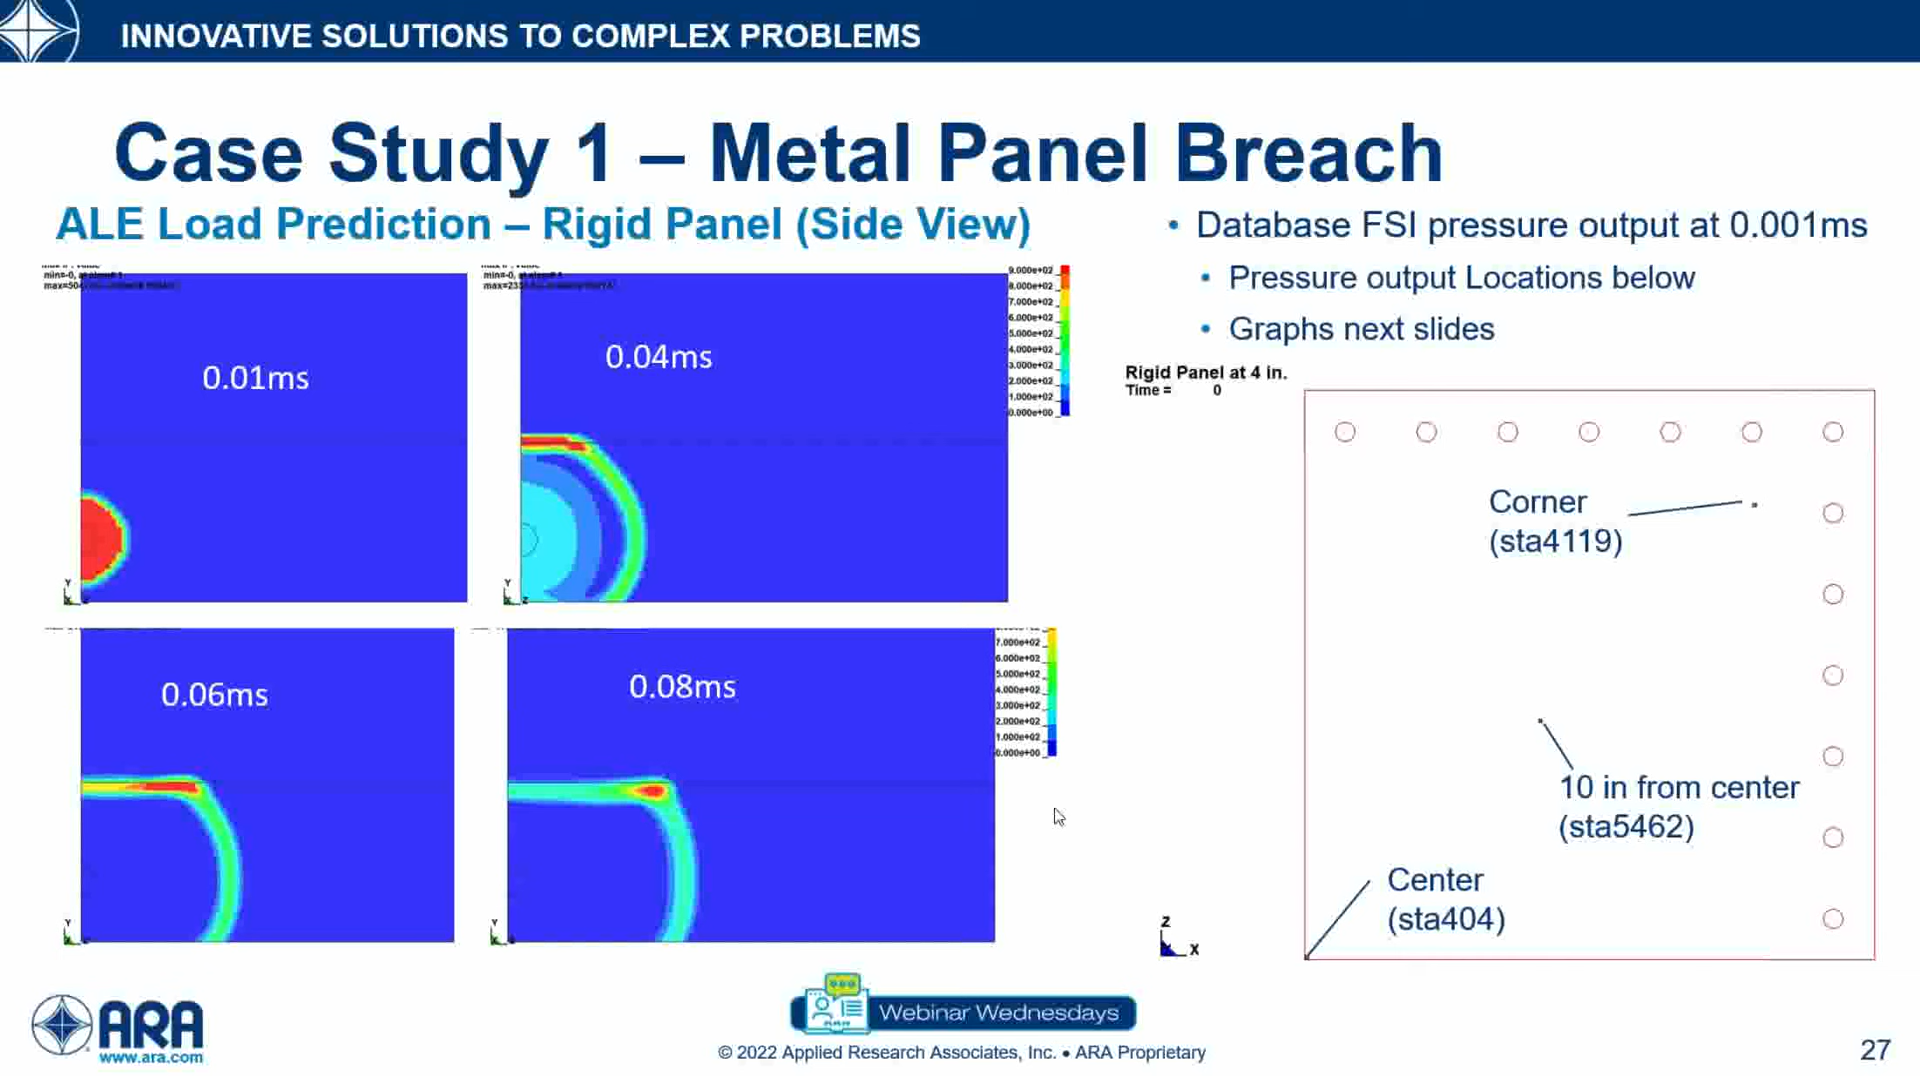 INNOVATIVE SOLUTIONS TO COMPLEX PROBLEMS
Case Study 1 – Metal Panel Breach
ALE Load Prediction – Rigid Panel (Side View)
• Database FSI pressure output at 0.001ms
• Pressure output Locations below
• Graphs next slides
min=-0,
min=-0,
0.01ms
0.04ms
9.000e+02
8.000e+02
7.000e+02
6.000e+02
5.000e+02
4.000e+02
3.000e+02
2.000e+02
1.000e+02
0.000e+00
Y
Y
Z
0.06ms
0.08ms
7.000e+02
6.000e+02
5.000e+02
4.000e+02
3.000e+02
2.000e+02
1.000e+02
0.000e+00
Y
Y
Rigid Panel at 4 in.
Time = 0
Corner
(sta4119)
10 in from center
(sta5462)
Center
(sta404)
Z
X
ARA
www.ara.com
Webinar Wednesdays
© 2022 Applied Research Associates, Inc. • ARA Proprietary
27